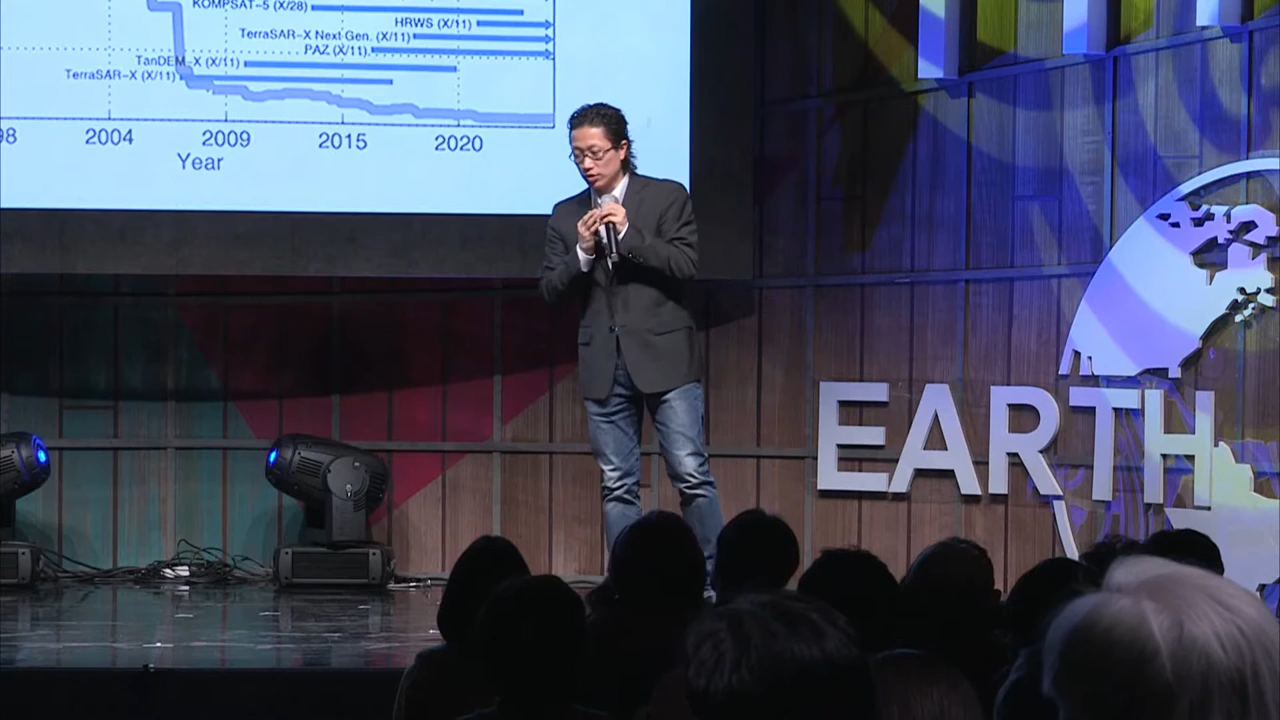 KOMPSAT-5 (X/28)
HRWS (X/11)
TerraSAR-X Next Gen. (X/11)
PAZ (X/11)
TanDEM-X (X/11)
TerraSAR-X (X/11)
98 2004 2009 2015 2020
Year
EARTH